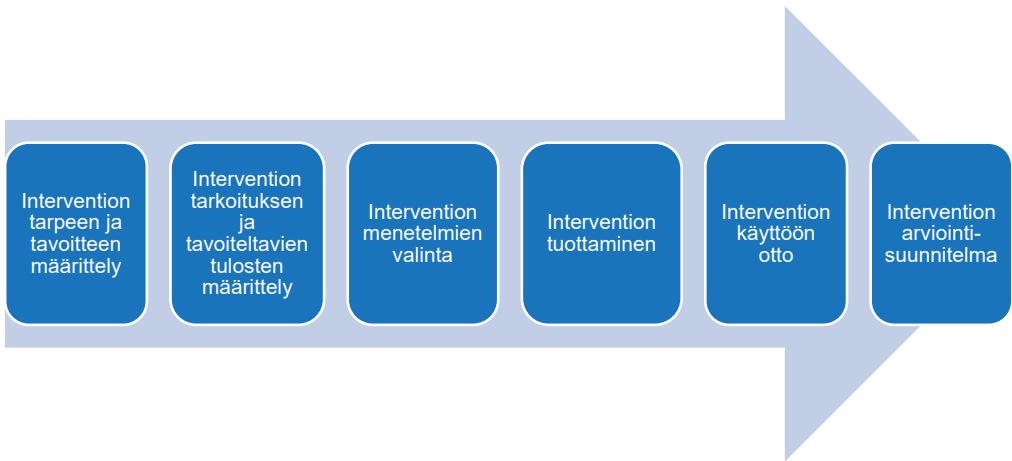 Intervention
tarpeen ja
tavoitteen
määrittely
Intervention
tarkoituksen
ja
tavoiteltavien
tulosten
määrittely
Intervention
menetelmien
valinta
Intervention
tuottaminen
Intervention
käyttöön
otto
Intervention
arviointi-
suunnitelma